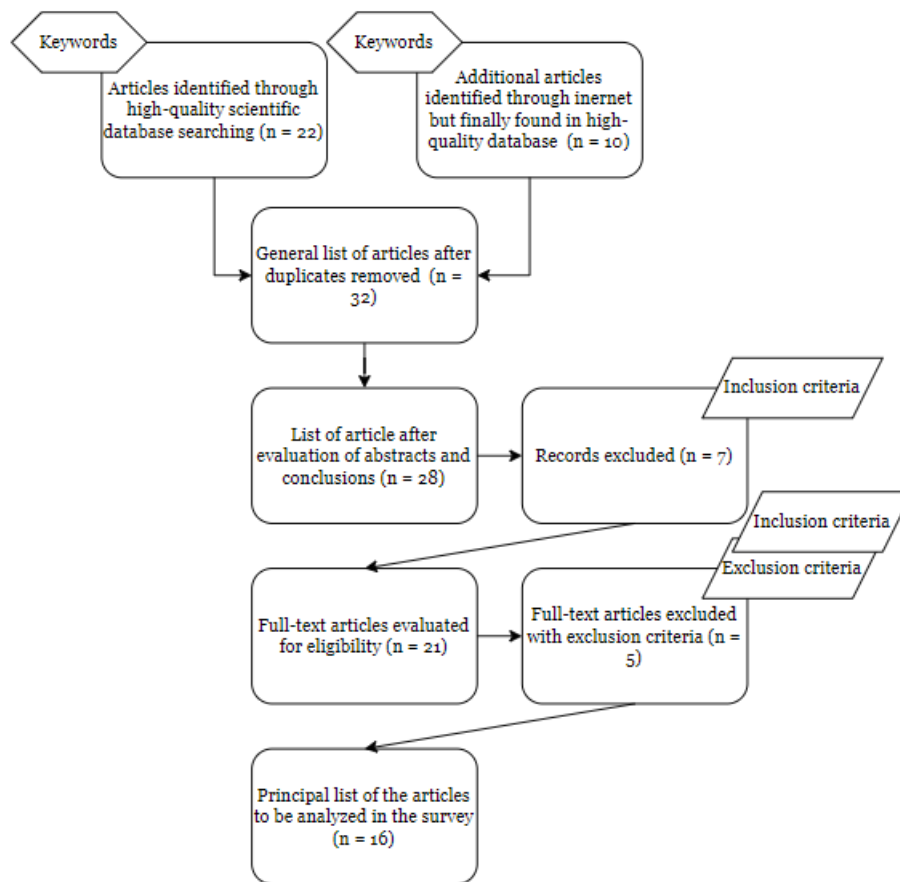 Keywords
Articles identified through
high-quality scientific
database searching (n = 22)
Keywords
Additional articles
identified through inernet
but finally found in high-
quality database (n = 10)
General list of articles after
duplicates removed (n =
32)
List of article after
evaluation of abstracts and
conclusions (n = 28)
Inclusion criteria
Records excluded (n = 7)
Full-text articles evaluated
for eligibility (n = 21)
Inclusion criteria
Exclusion criteria
Full-text articles excluded
with exclusion criteria (n =
5)
Principal list of the articles
to be analyzed in the survey
(n = 16)